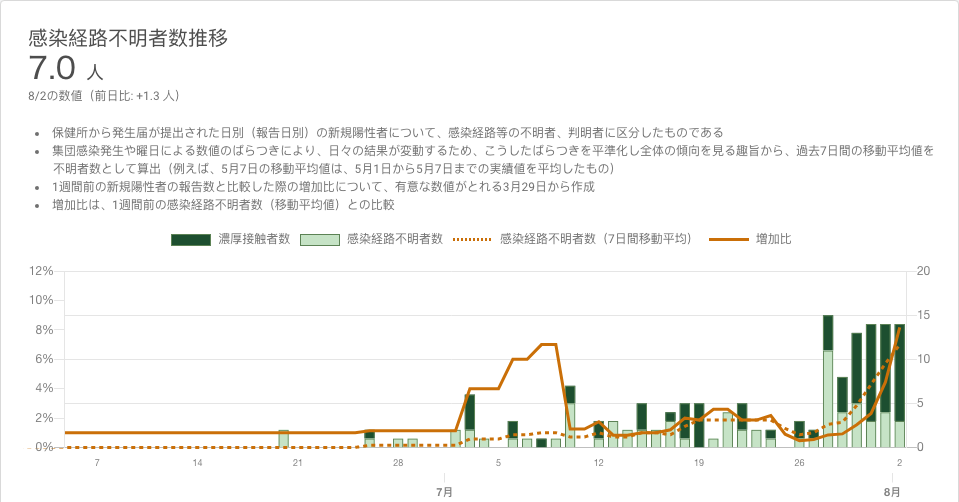 感染経路不明者数推移
7.0 人
8/2の数値（前日比: +1.3 人）
保健所から発生届が提出された日別（報告日別）の新規陽性者について、感染経路等の不明者、判明者に区分したものである
集団感染発生や曜日による数値のばらつきにより、日々の結果が変動するため、こうしたばらつきを平準化し全体の傾向を見る趣旨から、過去7日間の移動平均値を
不明者数として算出（例えば、5月7日の移動平均値は、5月1日から5月7日までの実績値を平均したもの）
1週間前の新規陽性者の報告数と比較した際の増加比について、有意な数値がとれる3月29日から作成
増加比は、1週間前の感染経路不明者数（移動平均値）との比較
濃厚接触者数 感染経路不明者数 感染経路不明者数（7日間移動平均） 増加比
12% 20
10%
8% 15
6% 10
4% 5
2%
0% 0
7 14 21 28 5 12 19 26 2
7月 8月